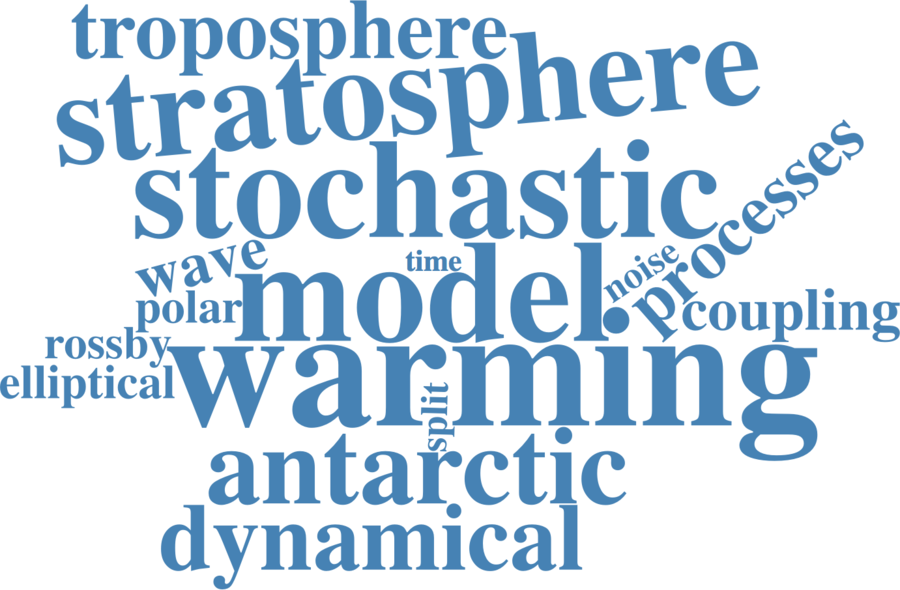 troposphere
stratosphere
stochastic
processes
wave
time
noise
model
polar
coupling
rossby
warming
elliptical
split
antarctic
dynamical